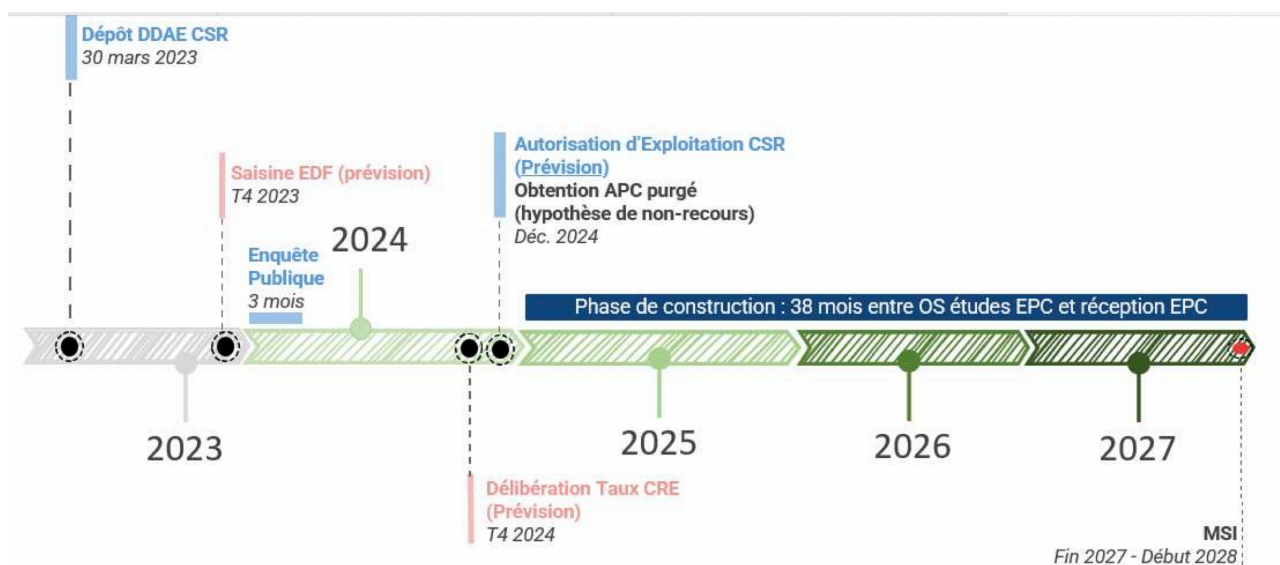 Dépôt DDAE CSR
30 mars 2023
Saisine EDF (prévision)
T4 2023
Enquête
Publique
3 mois
2024
Autorisation d'Exploitation CSR
(Prévision)
Obtention APC purgé
(hypothèse de non-recours)
Déc. 2024
Phase de construction : 38 mois entre OS études EPC et réception EPC
2023
2025
2026
2027
Délibération Taux CRE
(Prévision)
T4 2024
MSI
Fin 2027 - Début 2028